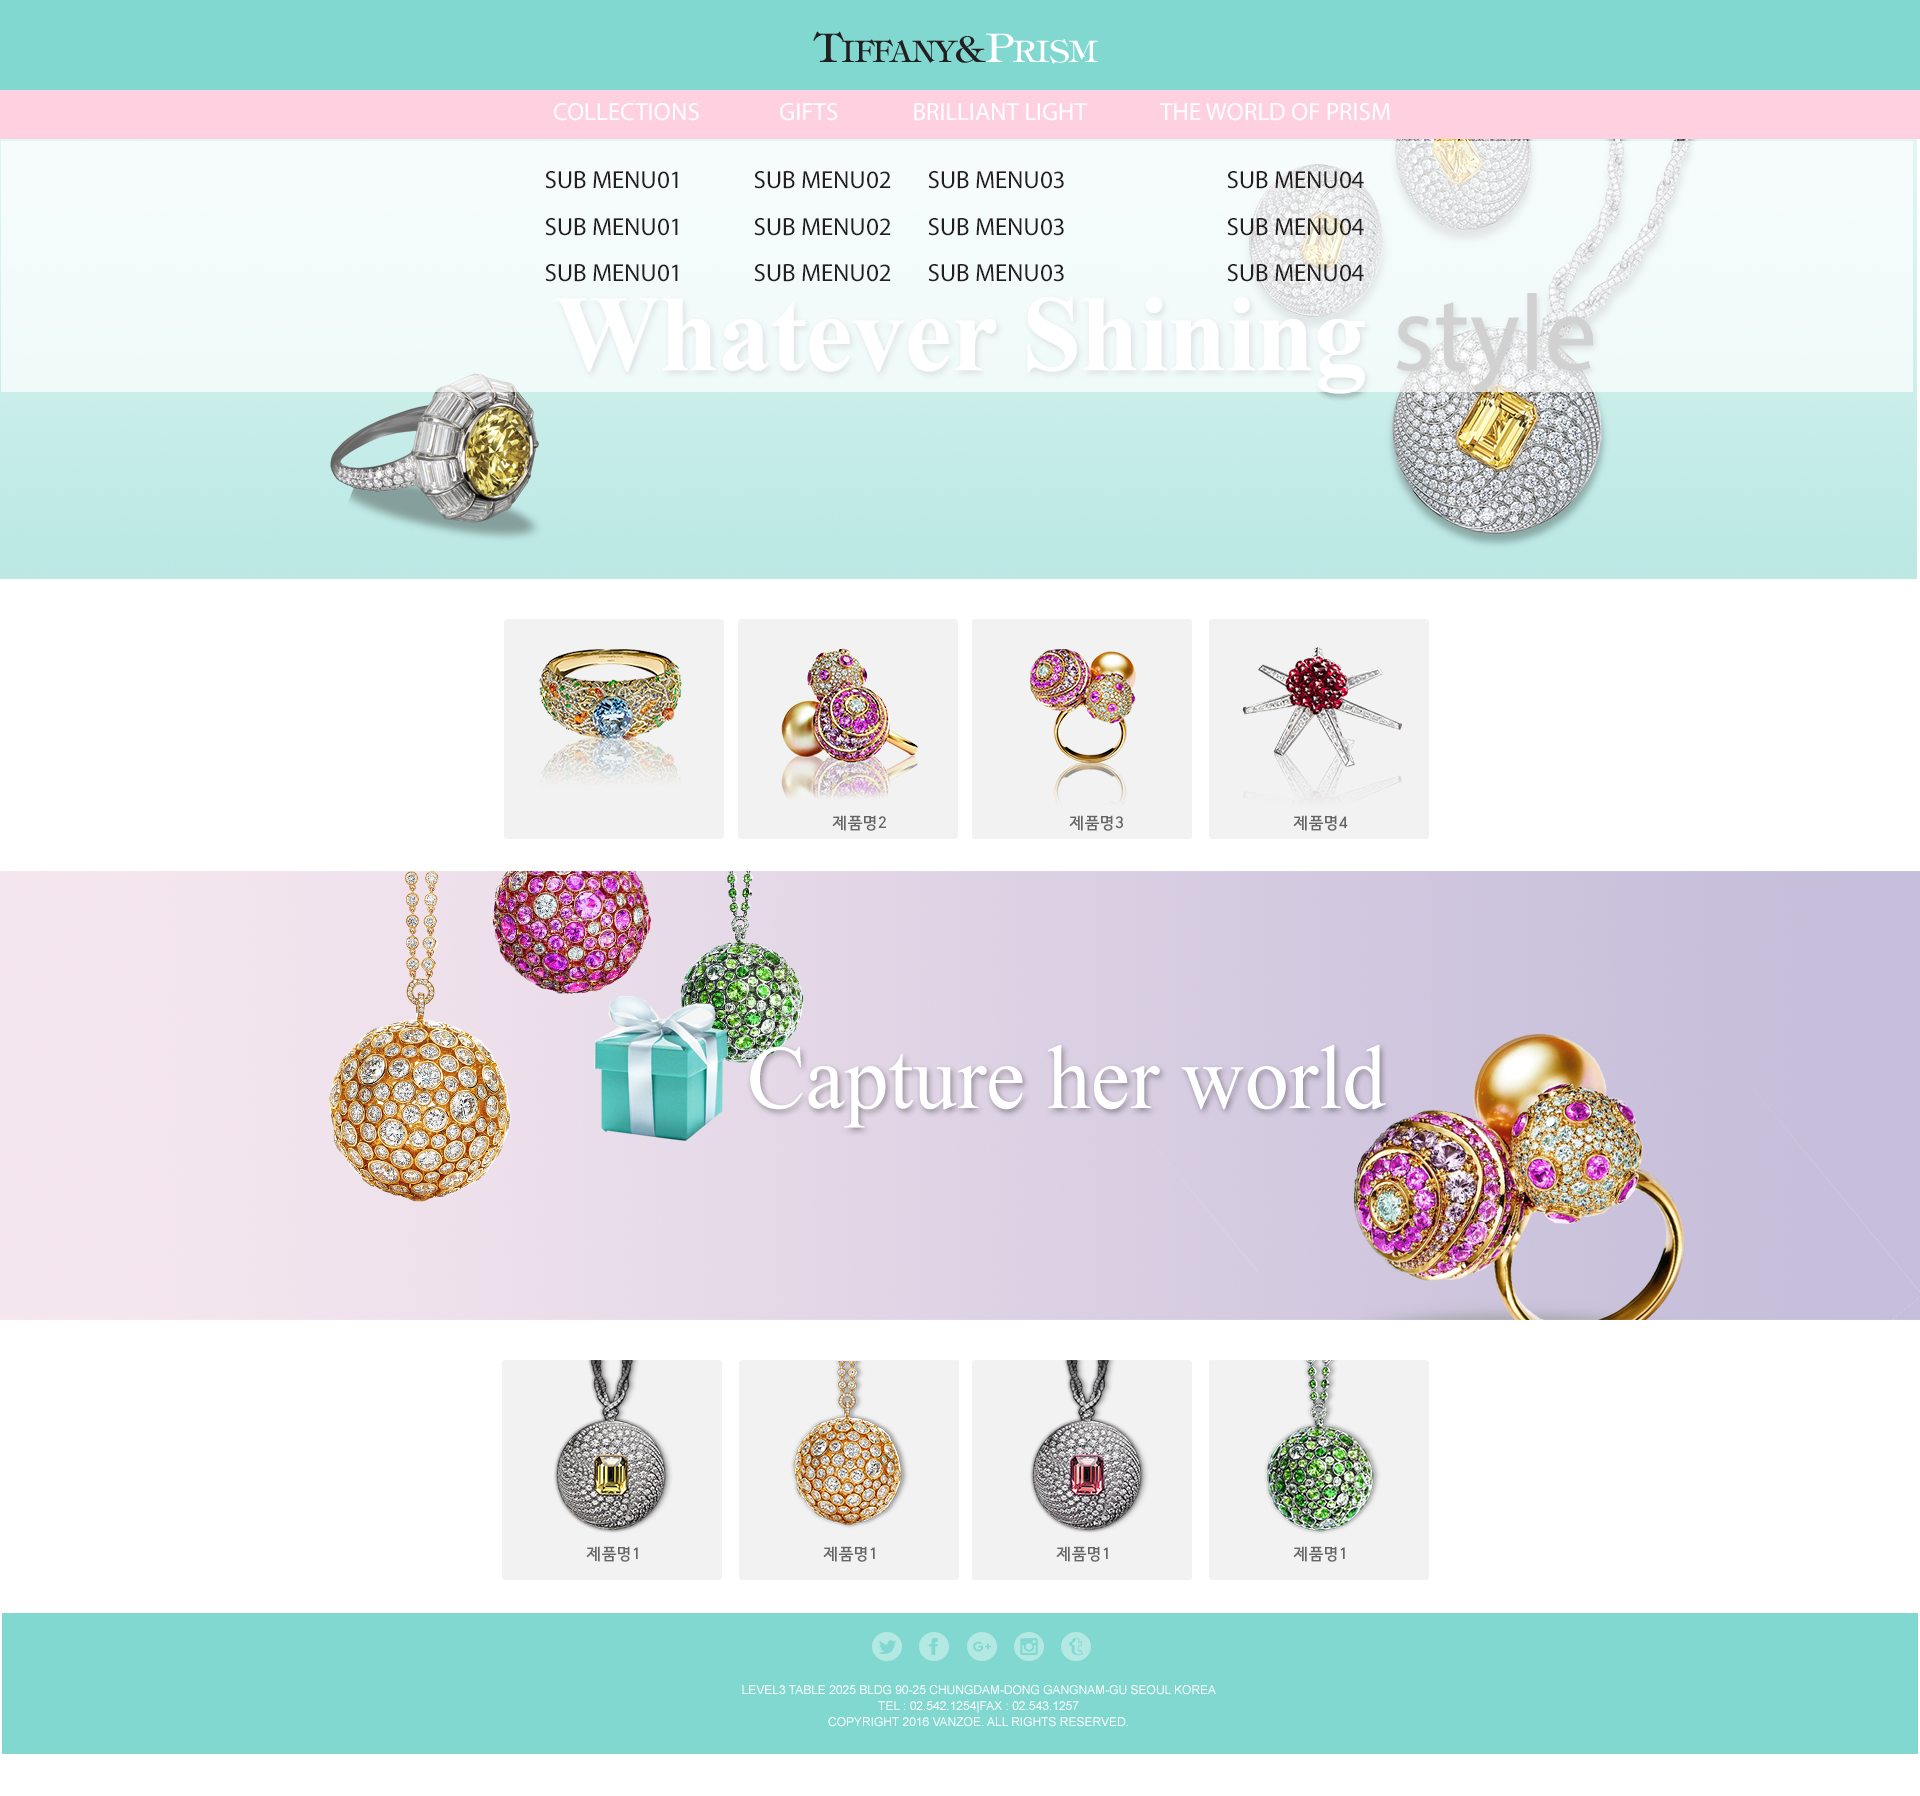 TIFFANY&PRISM
COLLECTIONS GIFTS BRILLIANT LIGHT THE WORLD OF PRISM
SUB MENU01 SUB MENU02 SUB MENU03 SUB MENU04
SUB MENU01 SUB MENU02 SUB MENU03 SUB MENU04
SUB MENU01 SUB MENU02 SUB MENU03 SUB MENU04
Whatever Shining style
제품명2 제품명3 제품명4
Capture her world
제품명1 제품명1 제품명1 제품명1
LEVEL3 TABLE 2025 BLDG 90-25 CHUNGDAM-DONG GANGNAM-GU SEOUL KOREA
TEL : 02.542.1254|FAX : 02.543.1257
COPYRIGHT 2016 VANZOE. ALL RIGHTS RESERVED.